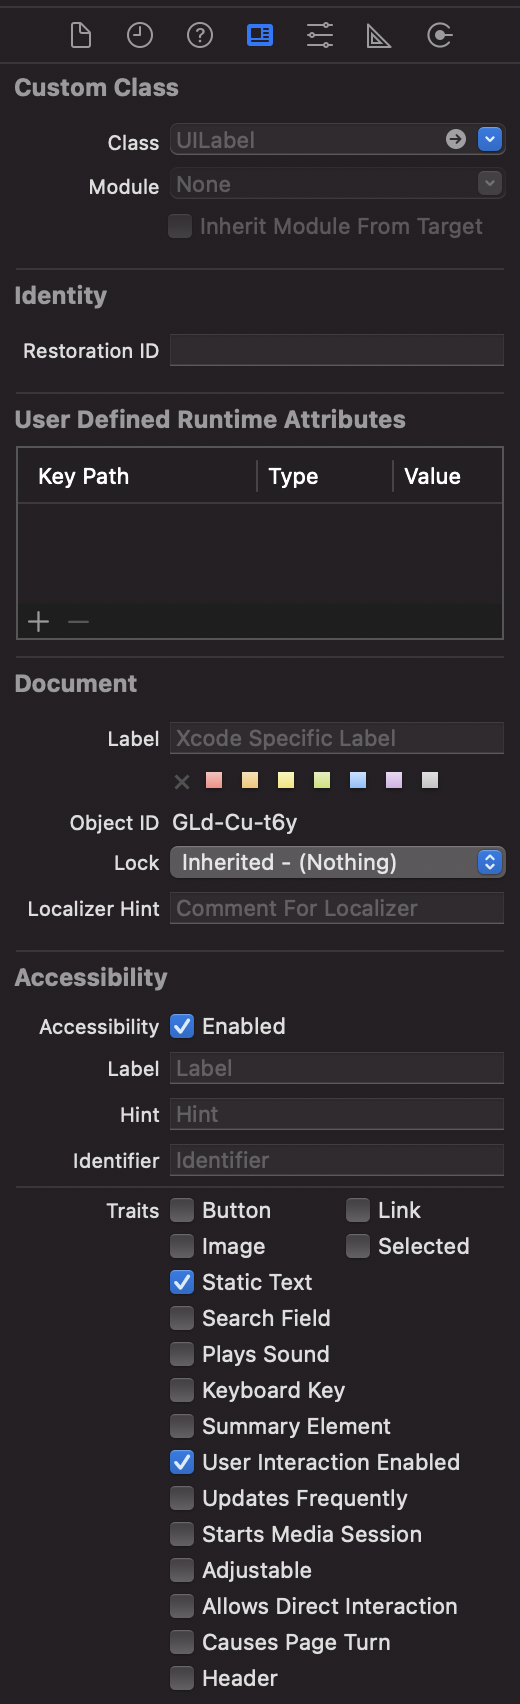 Custom Class
Class UILabel
Module None
Inherit Module From Target
Identity
Restoration ID
User Defined Runtime Attributes
Key Path Type Value
Document
Label Xcode Specific Label
Object ID GLd-Cu-t6y
Lock Inherited - (Nothing)
Localizer Hint Comment For Localizer
Accessibility
Accessibility Enabled
Label Label
Hint Hint
Identifier Identifier
Traits Button Link
Image Selected
Static Text
Search Field
Plays Sound
Keyboard Key
Summary Element
User Interaction Enabled
Updates Frequently
Starts Media Session
Adjustable
Allows Direct Interaction
Causes Page Turn
Header